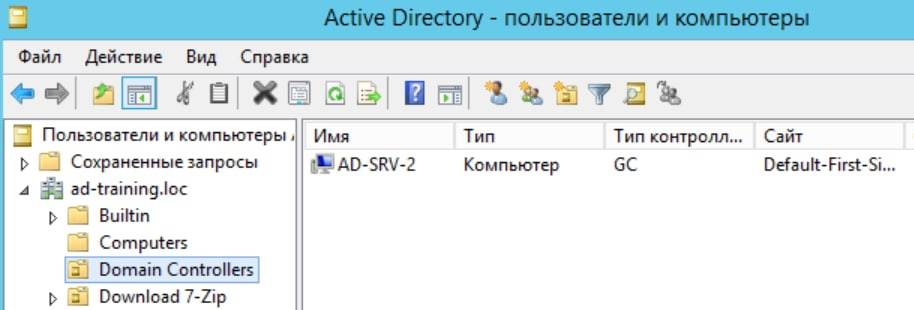 Active Directory - пользователи и компьютеры
Файл Действие Вид Справка
Пользователи и компьютеры
Сохраненные запросы
ad-training.loc
Builtin
Computers
Domain Controllers
Download 7-Zip
Имя Тип Тип контролл... Сайт
AD-SRV-2 Компьютер GC Default-First-Si...